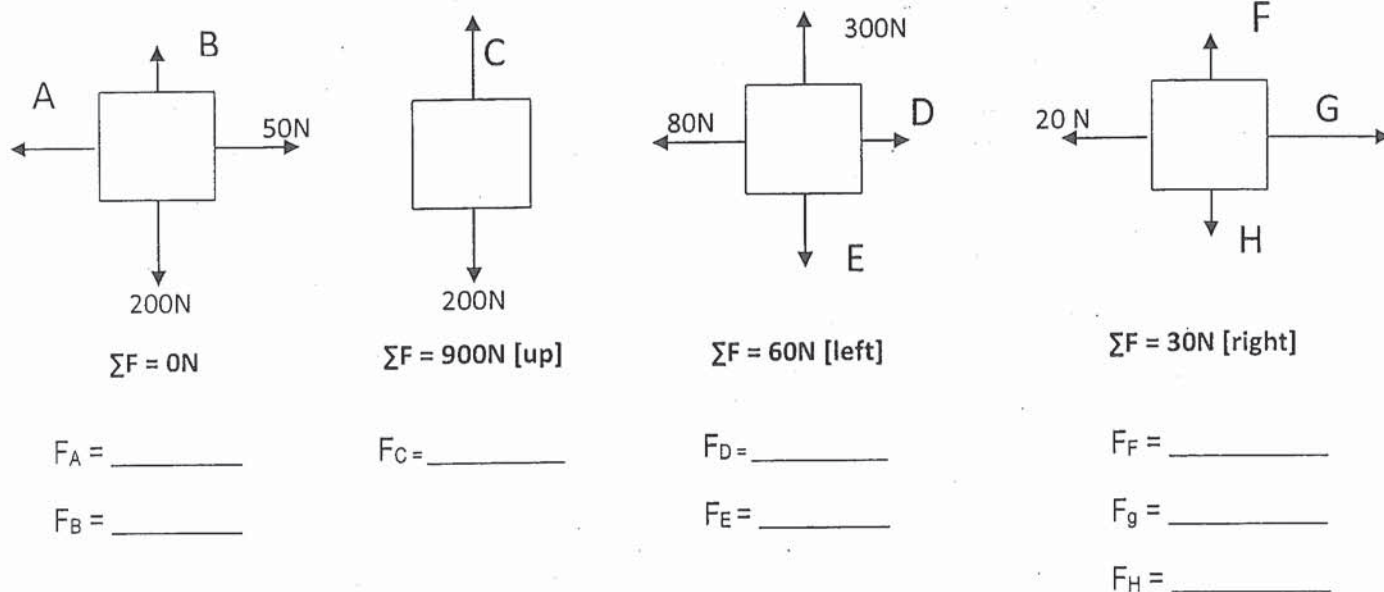 B
A
50N
200N
∑F = 0N
F_A = ________
F_B = ________
C
200N
∑F = 900N [up]
F_C = ________
300N
80N
D
E
∑F = 60N [left]
F_D = ________
F_E = ________
F
20 N
G
H
∑F = 30N [right]
F_F = ________
F_g = ________
F_H = ________